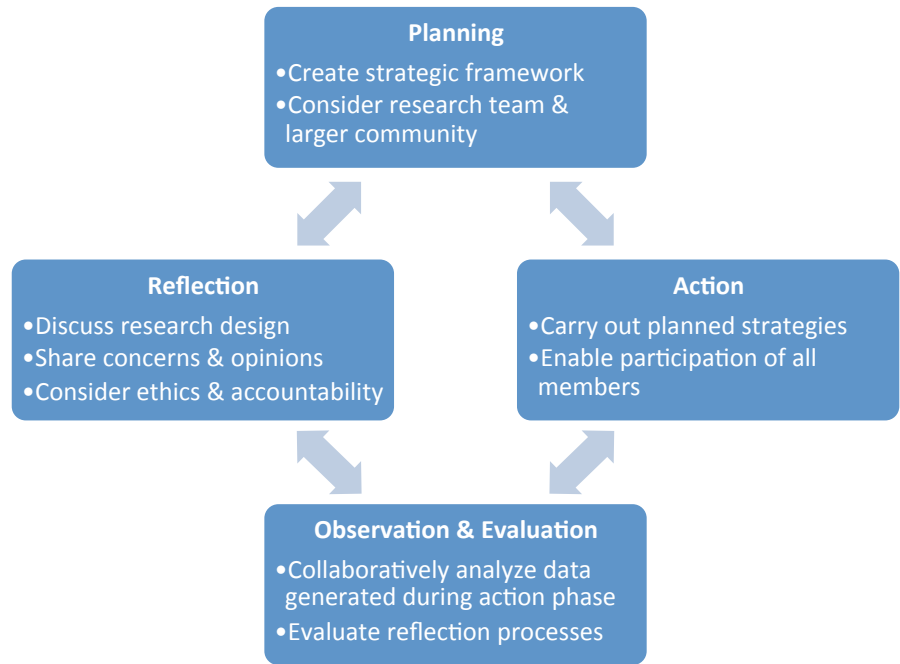 Planning
•Create strategic framework
•Consider research team &
larger community
Reflection
•Discuss research design
•Share concerns & opinions
•Consider ethics & accountability
Action
•Carry out planned strategies
•Enable participation of all
members
Observation & Evaluation
•Collaboratively analyze data
generated during action phase
•Evaluate reflection processes